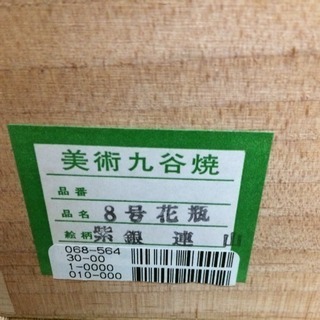 美術九谷焼
品番
品名 8号花瓶
絵柄 紫銀連山
068-564
30-00
1-0000
010-000